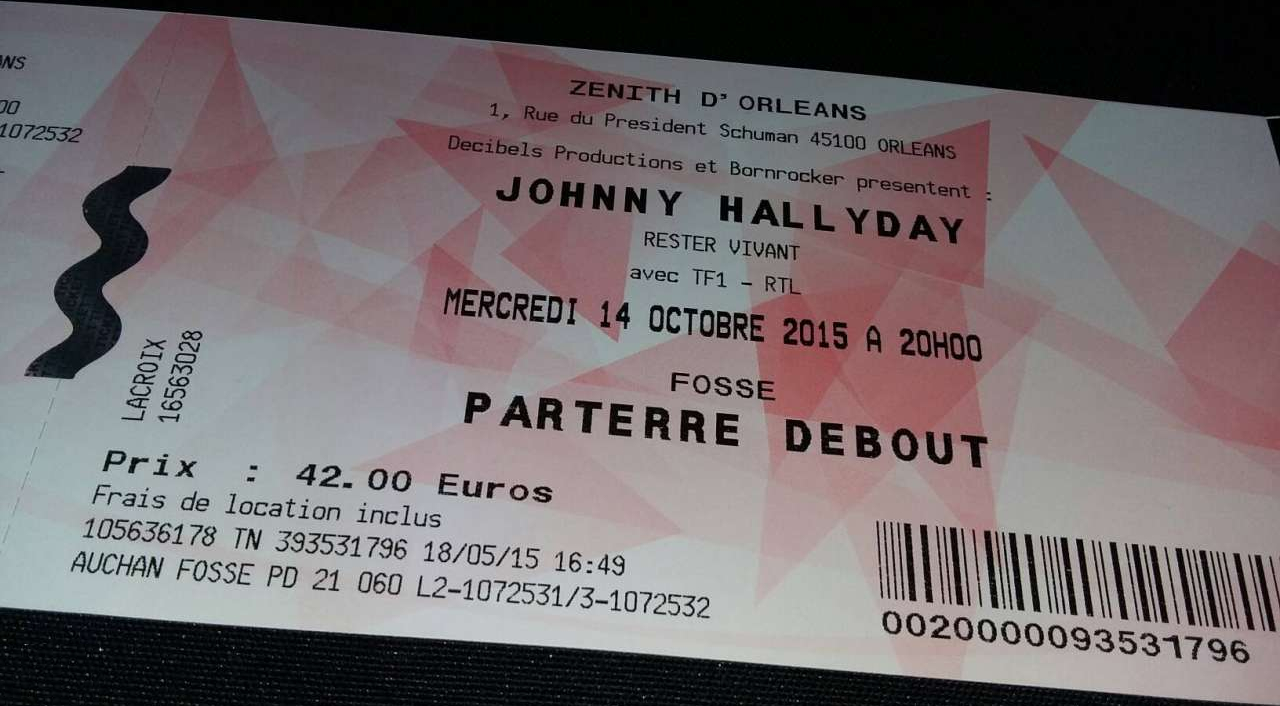 NS
00
1072532
LACROIX
16563028
ZENITH D' ORLEANS
1, Rue du President Schuman 45100 ORLEANS
Decibels Productions et Bornrocker presentent :
JOHNNY HALLYDAY
RESTER VIVANT
avec TF1 - RTL
MERCREDI 14 OCTOBRE 2015 A 20H00
FOSSE
PARTERRE DEBOUT
Prix : 42.00 Euros
Frais de location inclus
105636178 TN 393531796 18/05/15 16:49
AUCHAN FOSSE PD 21 060 L2-1072531/3-1072532
0020000093531796